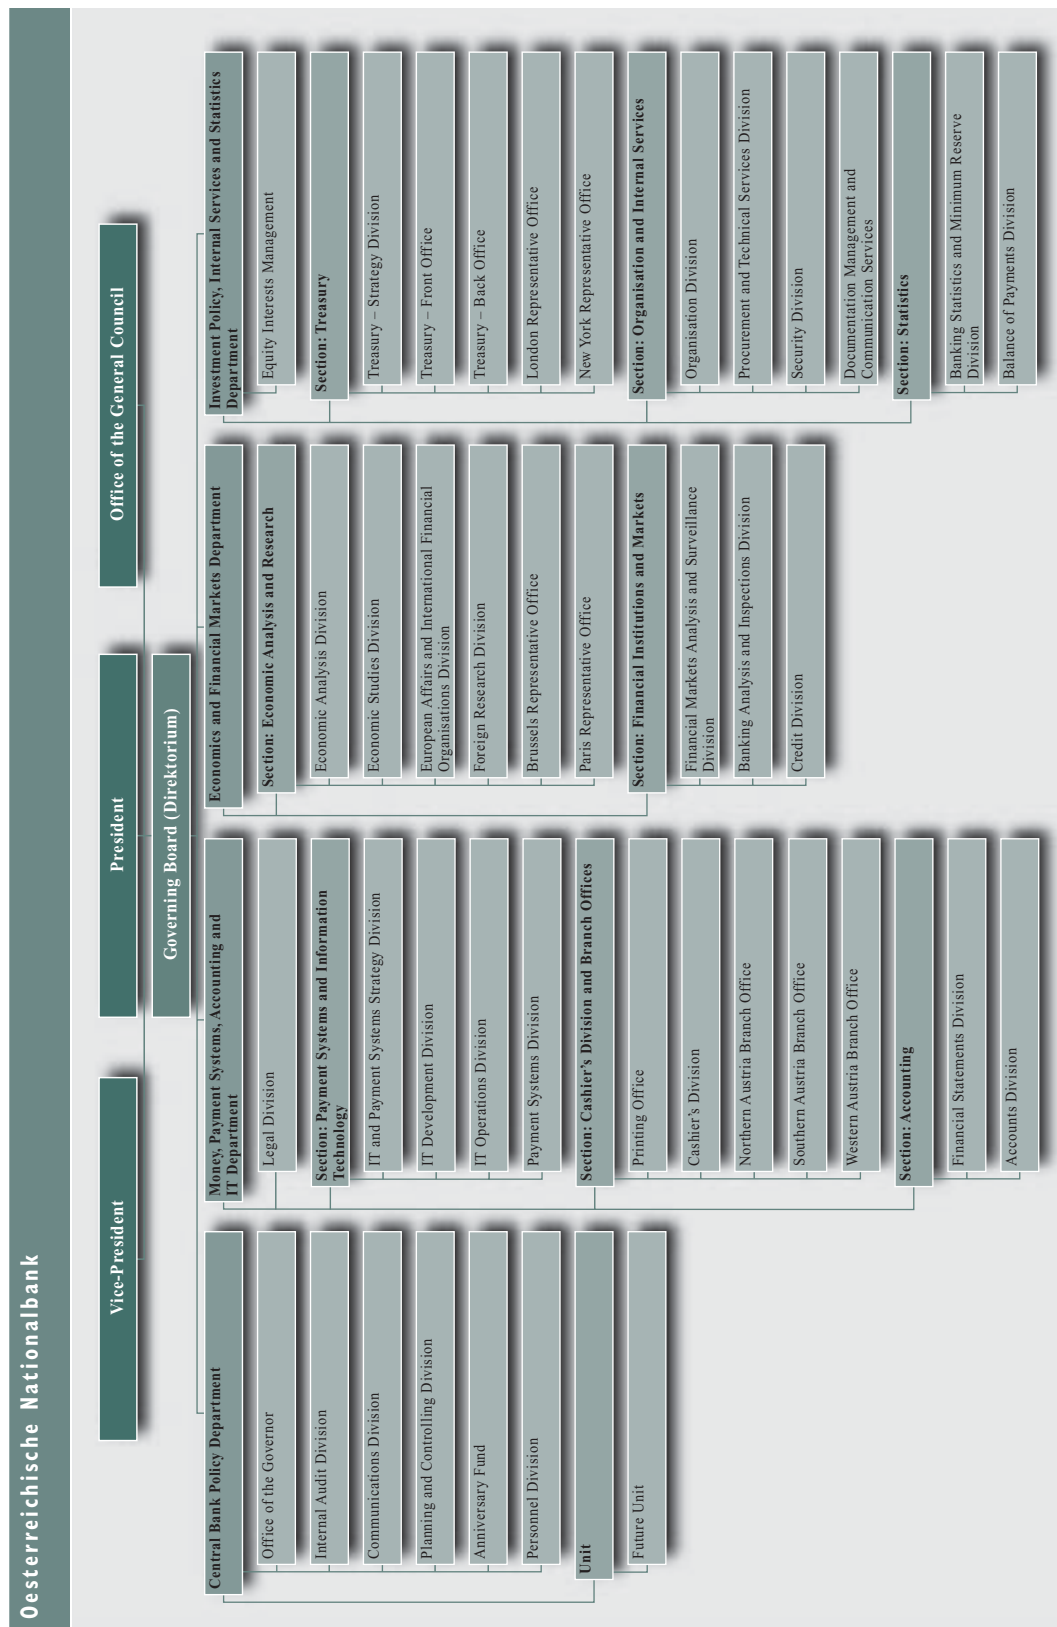 Oesterreichische Nationalbank
Vice-President
President
Office of the General Council
Governing Board (Direktorium)
Central Bank Policy Department
Office of the Governor
Internal Audit Division
Communications Division
Planning and Controlling Division
Anniversary Fund
Personnel Division
Unit
Future Unit
Money, Payment Systems, Accounting and
IT Department
Legal Division
Section: Payment Systems and Information
Technology
IT and Payment Systems Strategy Division
IT Development Division
IT Operations Division
Payment Systems Division
Section: Cashier's Division and Branch Offices
Printing Office
Cashier's Division
Northern Austria Branch Office
Southern Austria Branch Office
Western Austria Branch Office
Section: Accounting
Financial Statements Division
Accounts Division
Economics and Financial Markets Department
Section: Economic Analysis and Research
Economic Analysis Division
Economic Studies Division
European Affairs and International Financial
Organisations Division
Foreign Research Division
Brussels Representative Office
Paris Representative Office
Section: Financial Institutions and Markets
Financial Markets Analysis and Surveillance
Division
Banking Analysis and Inspections Division
Credit Division
Investment Policy, Internal Services and Statistics
Department
Equity Interests Management
Section: Treasury
Treasury – Strategy Division
Treasury – Front Office
Treasury – Back Office
London Representative Office
New York Representative Office
Section: Organisation and Internal Services
Organisation Division
Procurement and Technical Services Division
Security Division
Documentation Management and
Communication Services
Section: Statistics
Banking Statistics and Minimum Reserve
Division
Balance of Payments Division